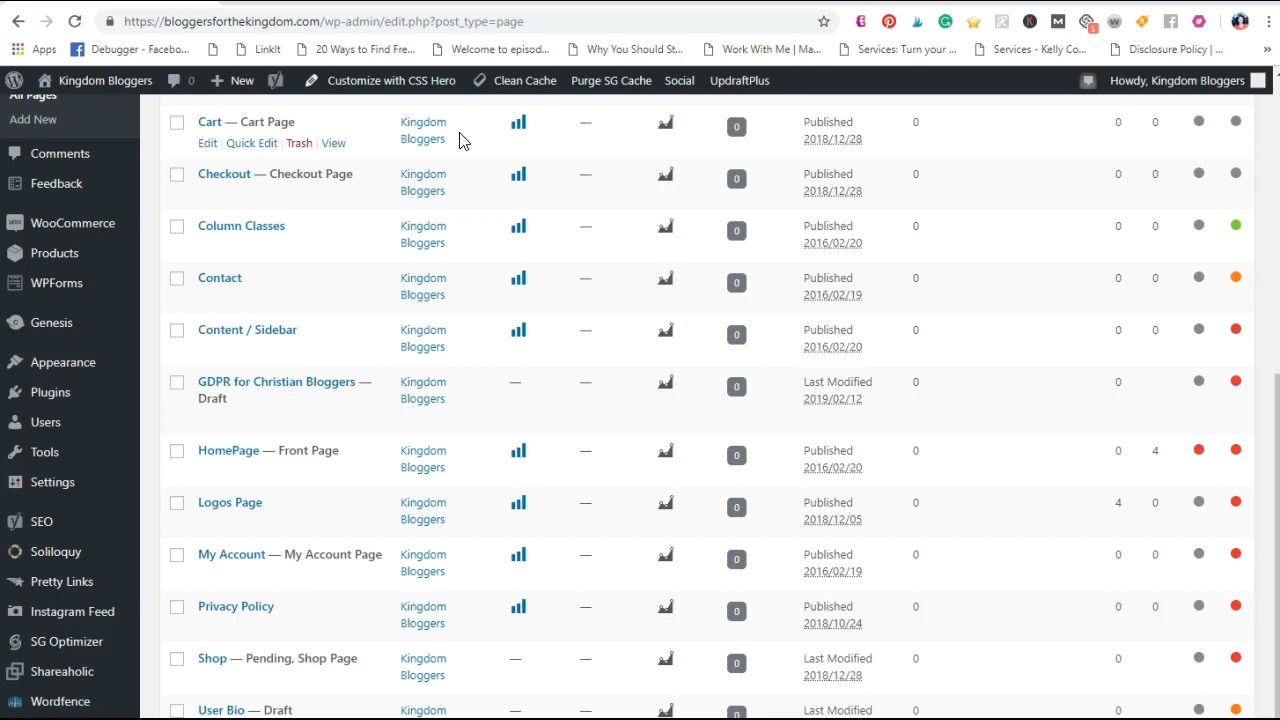 https://bloggersforthekingdom.com/wp-admin/edit.php?post_type=page
Apps
Debugger - Facebo...
LinkIt
20 Ways to Find Fre...
Welcome to episod...
Why You Should St...
Work With Me | Ma...
Services: Turn your ...
Services - Kelly Co...
Disclosure Policy | ...
»
Kingdom Bloggers
0
New
Customize with CSS Hero
Clean Cache
Purge SG Cache
Social
UpdraftPlus
Howdy, Kingdom Bloggers
All Pages
Add New
Comments
Feedback
WooCommerce
Products
WPForms
Genesis
Appearance
Plugins
Users
Tools
Settings
SEO
Soliloquy
Pretty Links
Instagram Feed
SG Optimizer
Shareaholic
Wordfence
Cart — Cart Page Kingdom — 0 Published 0 0 0
Edit | Quick Edit | Trash | View Bloggers 2018/12/28
Checkout — Checkout Page Kingdom — 0 Published 0 0 0
Bloggers 2018/12/28
Column Classes Kingdom — 0 Published 0 0 0
Bloggers 2016/02/20
Contact Kingdom — 0 Published 0 0 0
Bloggers 2016/02/19
Content / Sidebar Kingdom — 0 Published 0 0 0
Bloggers 2016/02/20
GDPR for Christian Bloggers — Kingdom — — 0 Last Modified 0 0
Draft Bloggers 2019/02/12
HomePage — Front Page Kingdom — 0 Published 0 0 4
Bloggers 2016/02/20
Logos Page Kingdom — 0 Published 0 4 0
Bloggers 2018/12/05
My Account — My Account Page Kingdom — 0 Published 0 0 0
Bloggers 2016/02/19
Privacy Policy Kingdom — 0 Published 0 0 0
Bloggers 2018/10/24
Shop — Pending, Shop Page Kingdom — — 0 Last Modified 0 0
Bloggers 2018/12/28
User Bio — Draft Kingdom — — 0 Last Modified 0 0